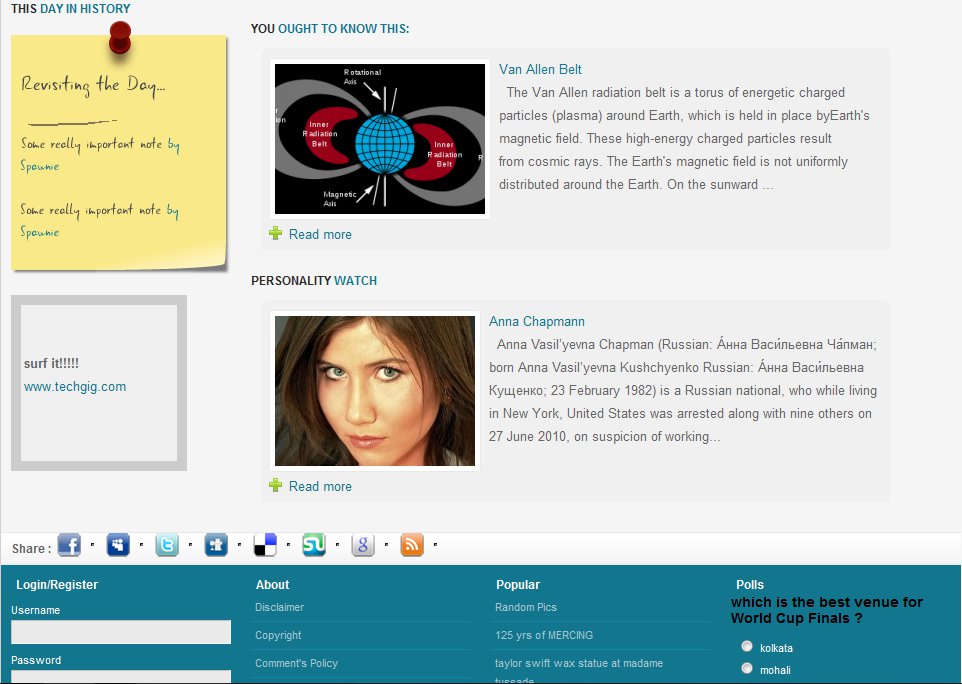 THIS DAY IN HISTORY
Revisiting the Day...
Some really important note by
Spawnie
Some really important note by
Spawnie
surf it!!!!!
www.techgig.com
YOU OUGHT TO KNOW THIS:
Rotational
Axis
Inner
Radiation
Belt
Inner
Radiation
Belt
Magnetic
Axis
Van Allen Belt
The Van Allen radiation belt is a torus of energetic charged
particles (plasma) around Earth, which is held in place byEarth's
magnetic field. These high-energy charged particles result
from cosmic rays. The Earth's magnetic field is not uniformly
distributed around the Earth. On the sunward ...
Read more
PERSONALITY WATCH
Anna Chapmann
Anna Vasil'yevna Chapman (Russian: А́нна Васи́льевна Ча́пман;
born Anna Vasil'yevna Kushchyenko Russian: А́нна Васи́льевна
Кущенко; 23 February 1982) is a Russian national, who while living
in New York, United States was arrested along with nine others on
27 June 2010, on suspicion of working...
Read more
Share :
Login/Register
Username
Password
About
Disclaimer
Copyright
Comment's Policy
Popular
Random Pics
125 yrs of MERCING
taylor swift wax statue at madame
tussade
Polls
which is the best venue for
World Cup Finals ?
kolkata
mohali